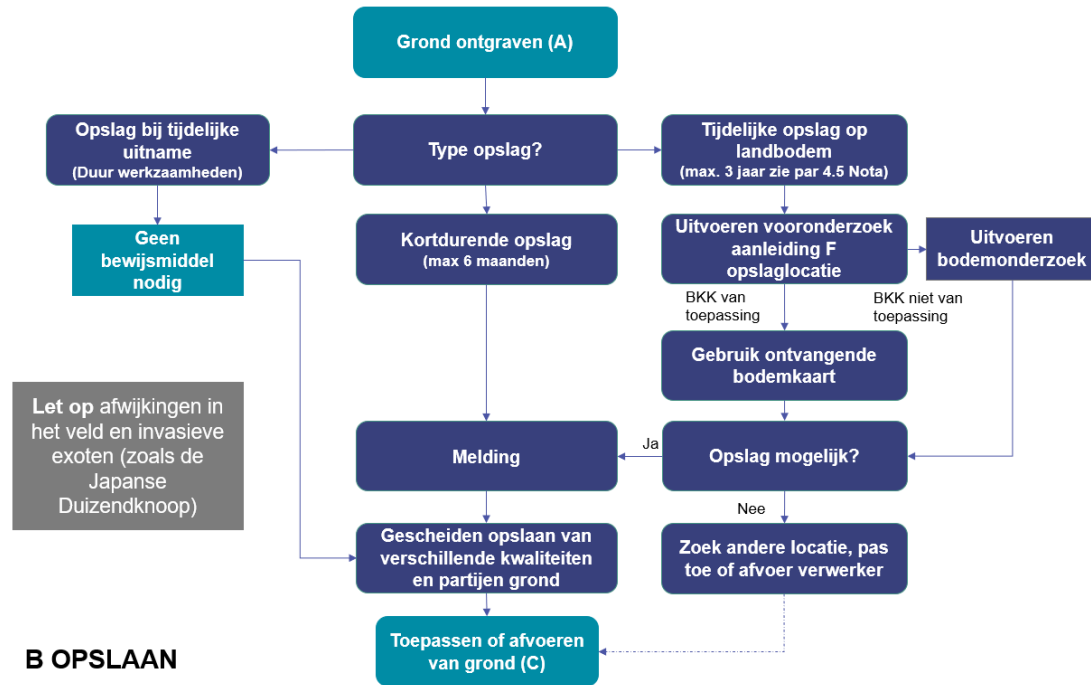 Grond ontgraven (A)
Opslag bij tijdelijke
uitname
(Duur werkzaamheden)
Type opslag?
Tijdelijke opslag op
landbodem
(max. 3 jaar zie par 4.5 Nota)
Geen
bewijsmiddel
nodig
Kortdurende opslag
(max 6 maanden)
Uitvoeren vooronderzoek
aanleiding F
opslaglocatie
Uitvoeren
bodemonderzoek
BKK van
toepassing
BKK niet van
toepassing
Gebruik ontvangende
bodemkaart
Let op afwijkingen in
het veld en invasieve
exoten (zoals de
Japanse
Duizendknoop)
Melding
Ja
Opslag mogelijk?
Nee
Gescheiden opslaan van
verschillende kwaliteiten
en partijen grond
Zoek andere locatie, pas
toe of afvoer verwerker
Toepassen of afvoeren
van grond (C)
B OPSLAAN